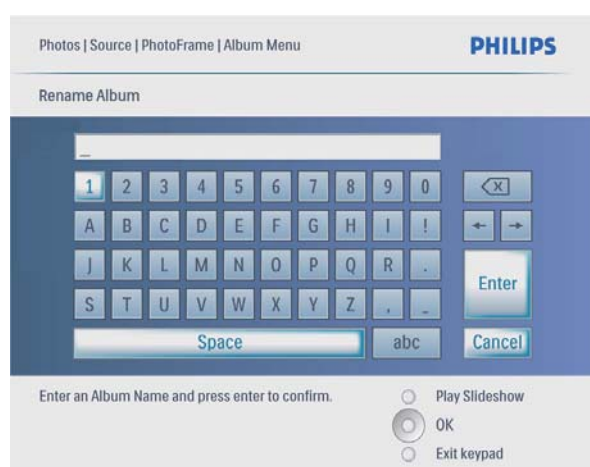 Photos | Source | PhotoFrame | Album Menu PHILIPS
Rename Album
_
1 2 3 4 5 6 7 8 9 0
A B C D E F G H I !
J K L M N O P Q R .
Enter
S T U V W X Y Z , _
Space abc Cancel
Enter an Album Name and press enter to confirm. Play Slideshow
OK
Exit keypad